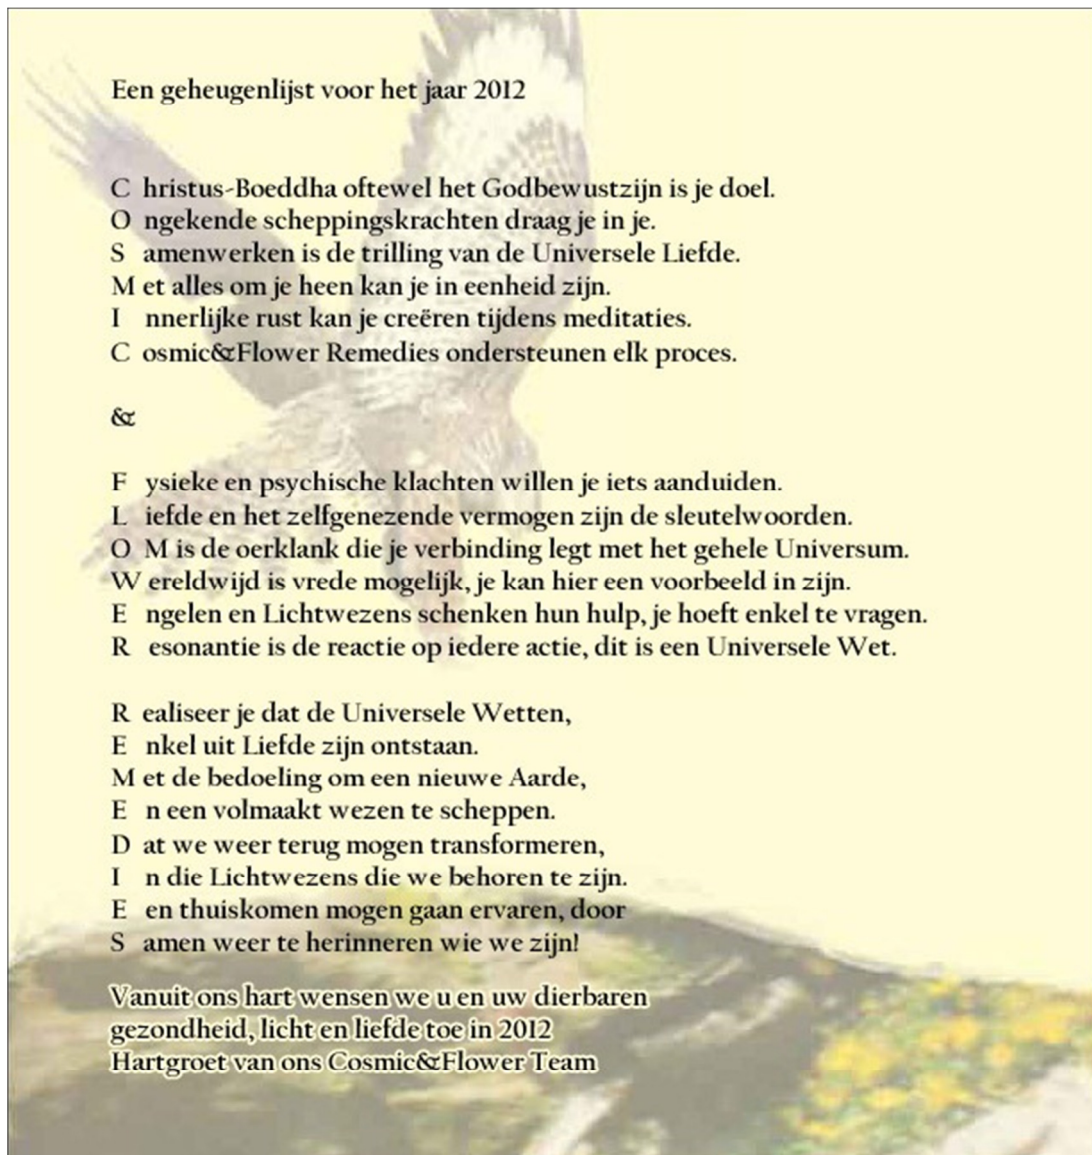 Een geheugenlijst voor het jaar 2012
C hristus-Boeddha oftewel het Godbewustzijn is je doel.
O ngekende scheppingskrachten draag je in je.
S amenwerken is de trilling van de Universele Liefde.
M et alles om je heen kan je in eenheid zijn.
I nnerlijke rust kan je creëren tijdens meditaties.
C osmic&Flower Remedies ondersteunen elk proces.
&
F ysieke en psychische klachten willen je iets aanduiden.
L iefde en het zelfgenezende vermogen zijn de sleutelwoorden.
O M is de oerklank die je verbinding legt met het gehele Universum.
W ereldwijd is vrede mogelijk, je kan hier een voorbeeld in zijn.
E ngelen en Lichtwezens schenken hun hulp, je hoeft enkel te vragen.
R esonantie is de reactie op iedere actie, dit is een Universele Wet.
R ealiseer je dat de Universele Wetten,
E nkel uit Liefde zijn ontstaan.
M et de bedoeling om een nieuwe Aarde,
E n een volmaakt wezen te scheppen.
D at we weer terug mogen transformeren,
I n die Lichtwezens die we behoren te zijn.
E en thuiskomen mogen gaan ervaren, door
S amen weer te herinneren wie we zijn!
Vanuit ons hart wensen we u en uw dierbaren
gezondheid, licht en liefde toe in 2012
Hartgroet van ons Cosmic&Flower Team